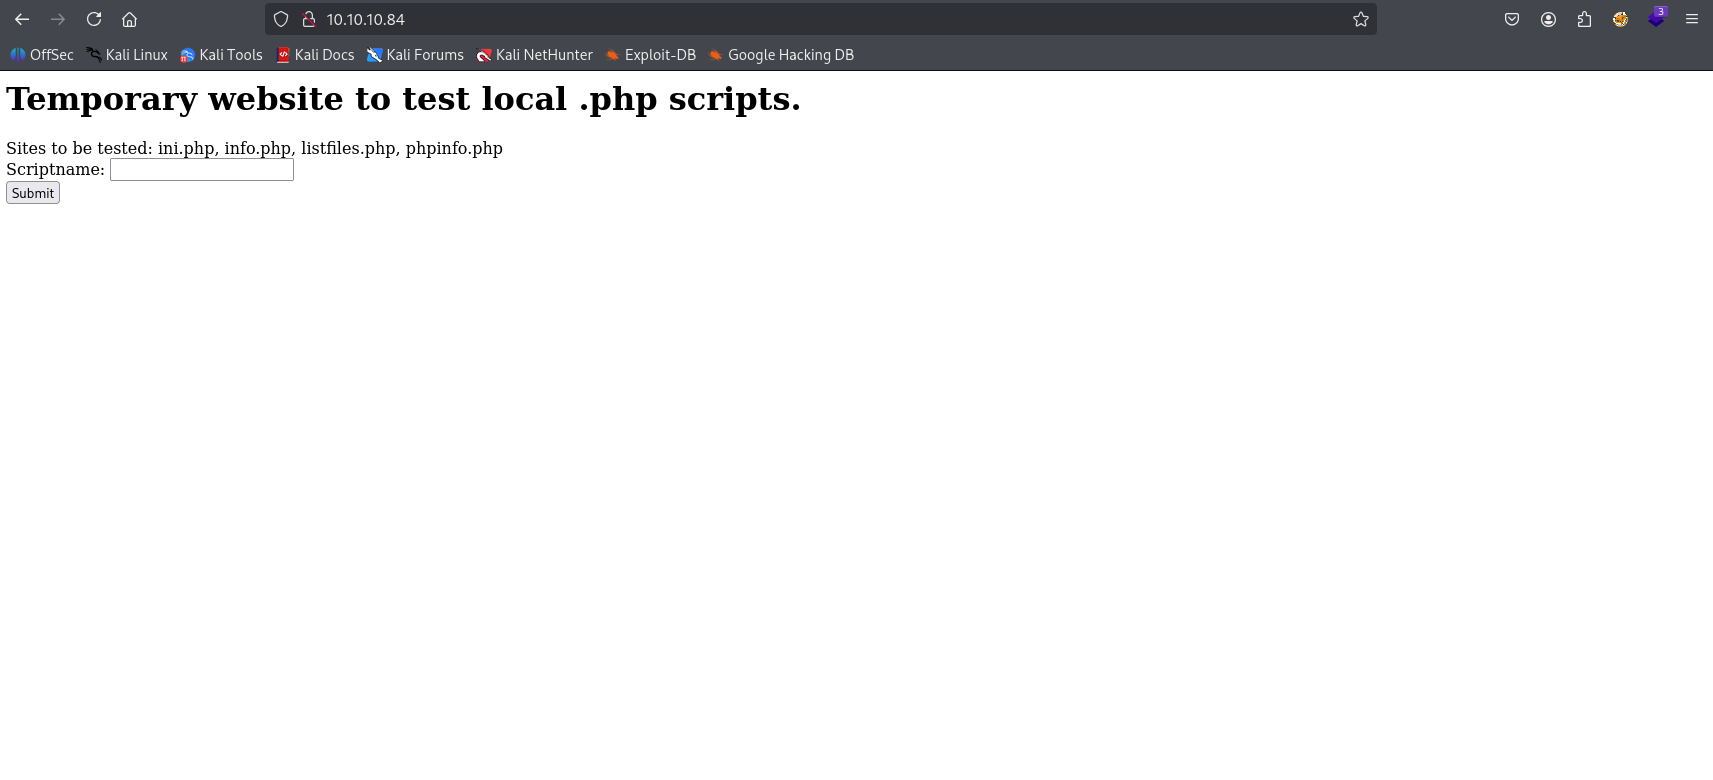 10.10.10.84
3
OffSec Kali Linux Kali Tools Kali Docs Kali Forums Kali NetHunter Exploit-DB Google Hacking DB
Temporary website to test local .php scripts.
Sites to be tested: ini.php, info.php, listfiles.php, phpinfo.php
Scriptname:
Submit